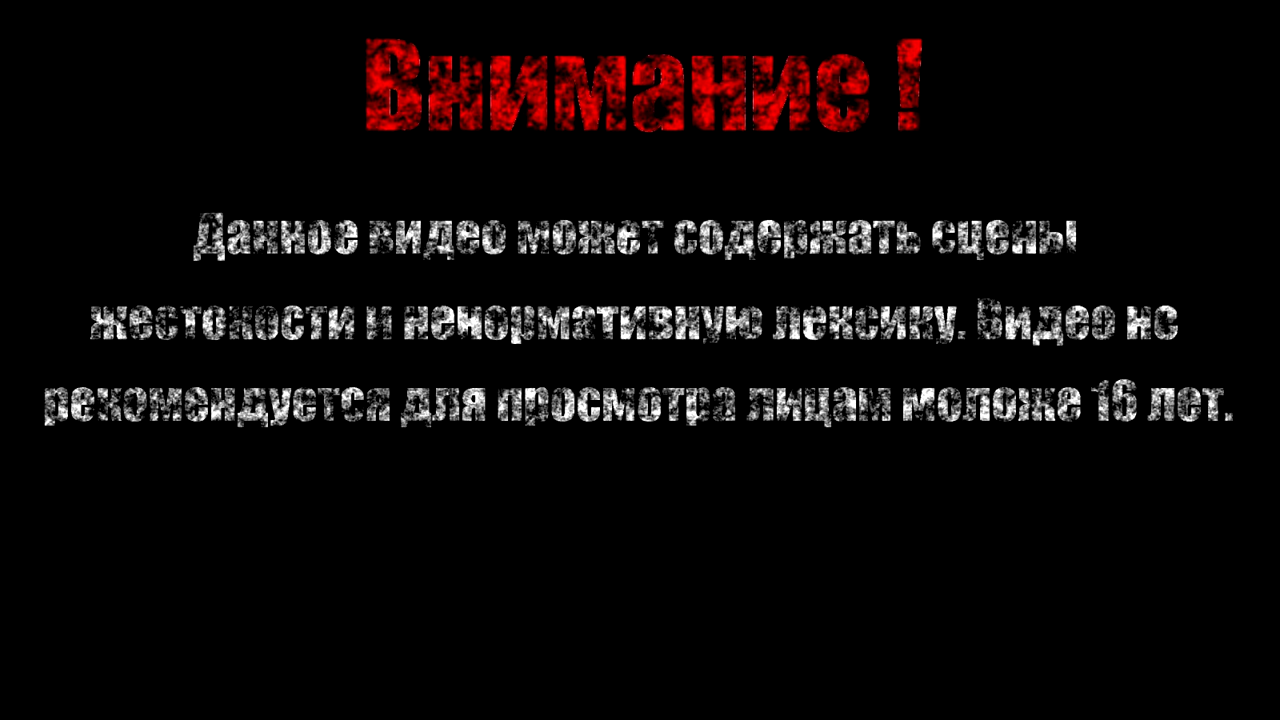 Внимание !
Данное видео может содержать сцены
жестокости и ненормативную лексику. Видео не
рекомендуется для просмотра лицам моложе 16 лет.